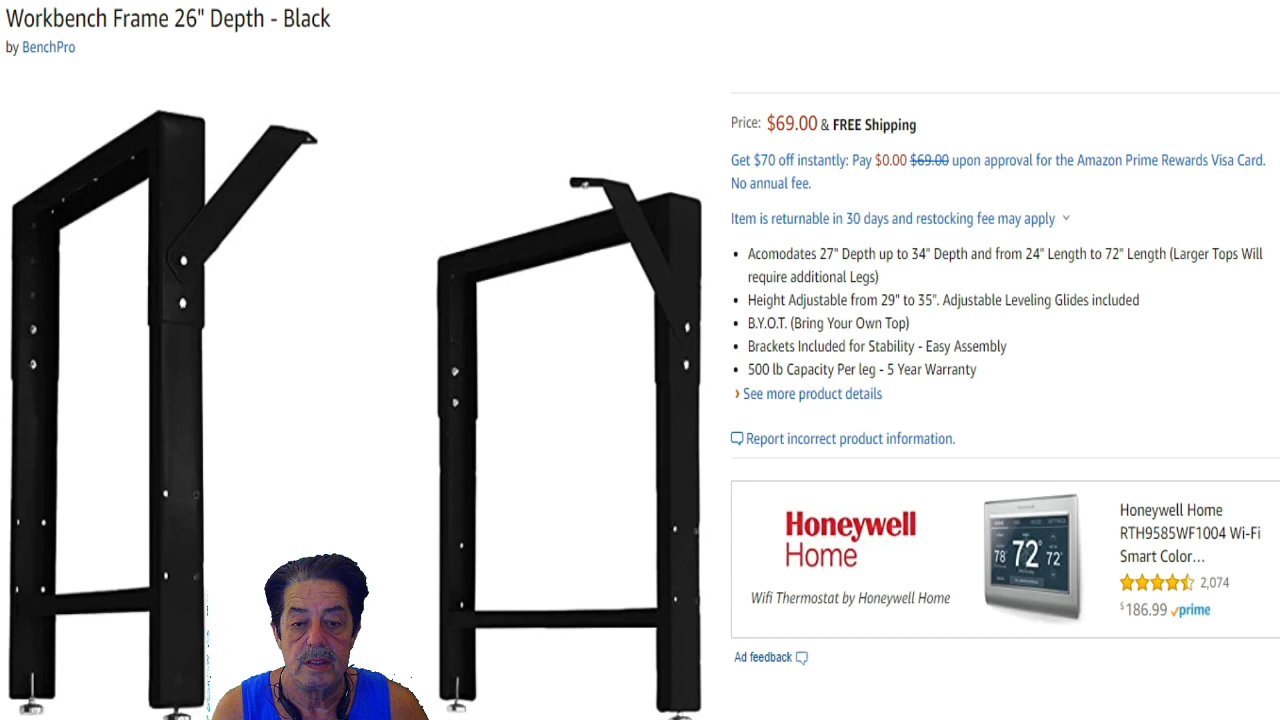 Workbench Frame 26" Depth - Black
by BenchPro
Price: $69.00 & FREE Shipping
Get $70 off instantly: Pay $0.00 $69.00 upon approval for the Amazon Prime Rewards Visa Card.
No annual fee.
Item is returnable in 30 days and restocking fee may apply
• Acomodates 27" Depth up to 34" Depth and from 24" Length to 72" Length (Larger Tops Will
require additional Legs)
• Height Adjustable from 29" to 35". Adjustable Leveling Glides included
• B.Y.O.T. (Bring Your Own Top)
• Brackets Included for Stability - Easy Assembly
• 500 lb Capacity Per leg - 5 Year Warranty
› See more product details
Report incorrect product information.
Honeywell
Home
Wifi Thermostat by Honeywell Home
78°
72°
72°
Honeywell Home
RTH9585WF1004 Wi-Fi
Smart Color...
2,074
$186.99 prime
Ad feedback